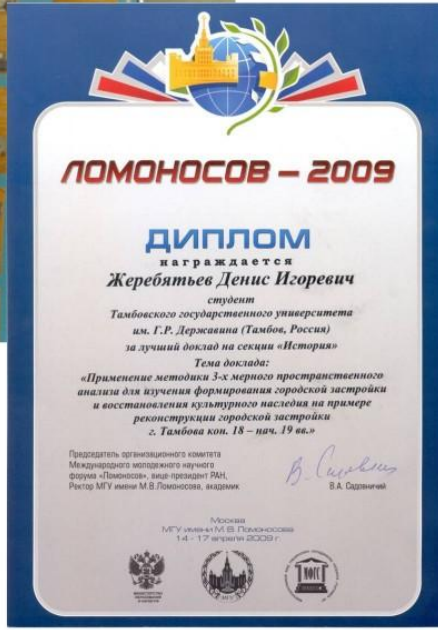 ЛОМОНОСОВ – 2009
ДИПЛОМ
награждается
Жеребятьев Денис Игоревич
студент
Тамбовского государственного университета
им. Г.Р. Державина (Тамбов, Россия)
за лучший доклад на секции «История»
Тема доклада:
«Применение методики 3-х мерного пространственного
анализа для изучения формирования городской застройки
и восстановления культурного наследия на примере
реконструкции городской застройки
г. Тамбова кон. 18 – нач. 19 вв.»
Председатель организационного комитета
Международного молодежного научного
форума «Ломоносов», вице-президент РАН,
Ректор МГУ имени М.В.Ломоносова, академик
В.А. Садовничий
Москва
МГУ имени М.В. Ломоносова
14 - 17 апреля 2009 г.